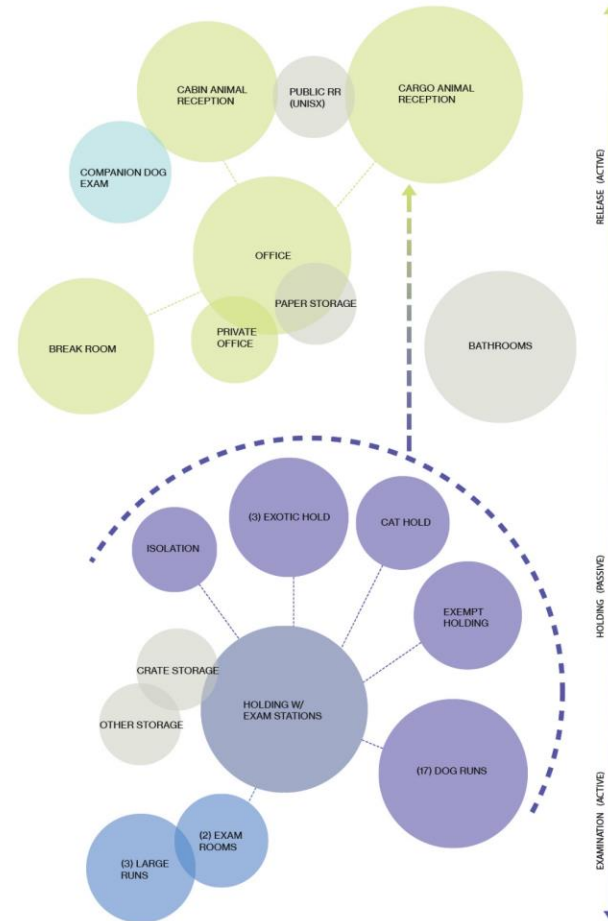 CABIN ANIMAL
RECEPTION
PUBLIC RR
(UNISX)
CARGO ANIMAL
RECEPTION
COMPANION DOG
EXAM
OFFICE
PAPER STORAGE
PRIVATE
OFFICE
BREAK ROOM
BATHROOMS
RELEASE (ACTIVE)
(3) EXOTIC HOLD
CAT HOLD
ISOLATION
EXEMPT
HOLDING
HOLDING (PASSIVE)
CRATE STORAGE
HOLDING W/
EXAM STATIONS
OTHER STORAGE
(17) DOG RUNS
(2) EXAM
ROOMS
(3) LARGE
RUNS
EXAMINATION (ACTIVE)